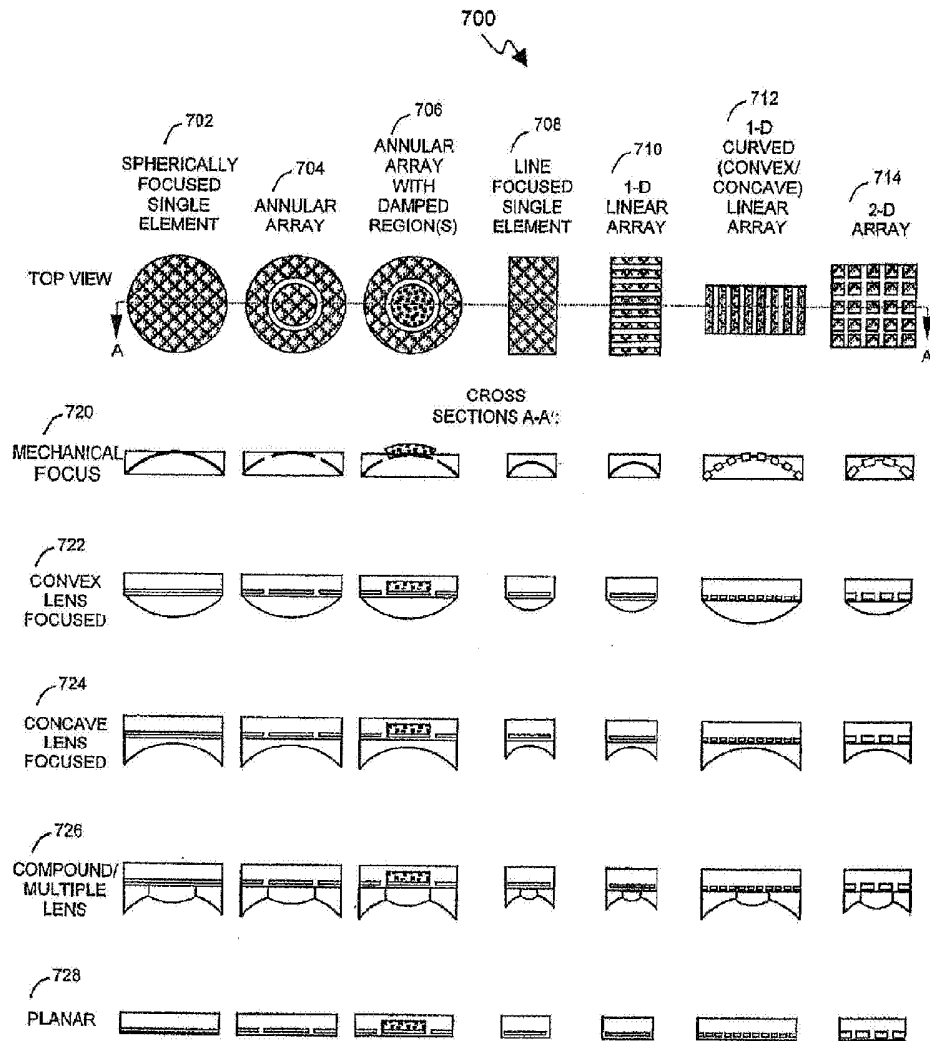 700
702
SPHERICALLY
FOCUSED
SINGLE
ELEMENT
704
ANNULAR
ARRAY
706
ANNULAR
ARRAY
WITH
DAMPED
REGION(S)
708
LINE
FOCUSED
SINGLE
ELEMENT
710
1-D
LINEAR
ARRAY
712
1-D
CURVED
(CONVEX/
CONCAVE)
LINEAR
ARRAY
714
2-D
ARRAY
TOP VIEW
A
A'
CROSS
SECTIONS A-A':
720
MECHANICAL
FOCUS
722
CONVEX
LENS
FOCUSED
724
CONCAVE
LENS
FOCUSED
726
COMPOUND/
MULTIPLE
LENS
728
PLANAR